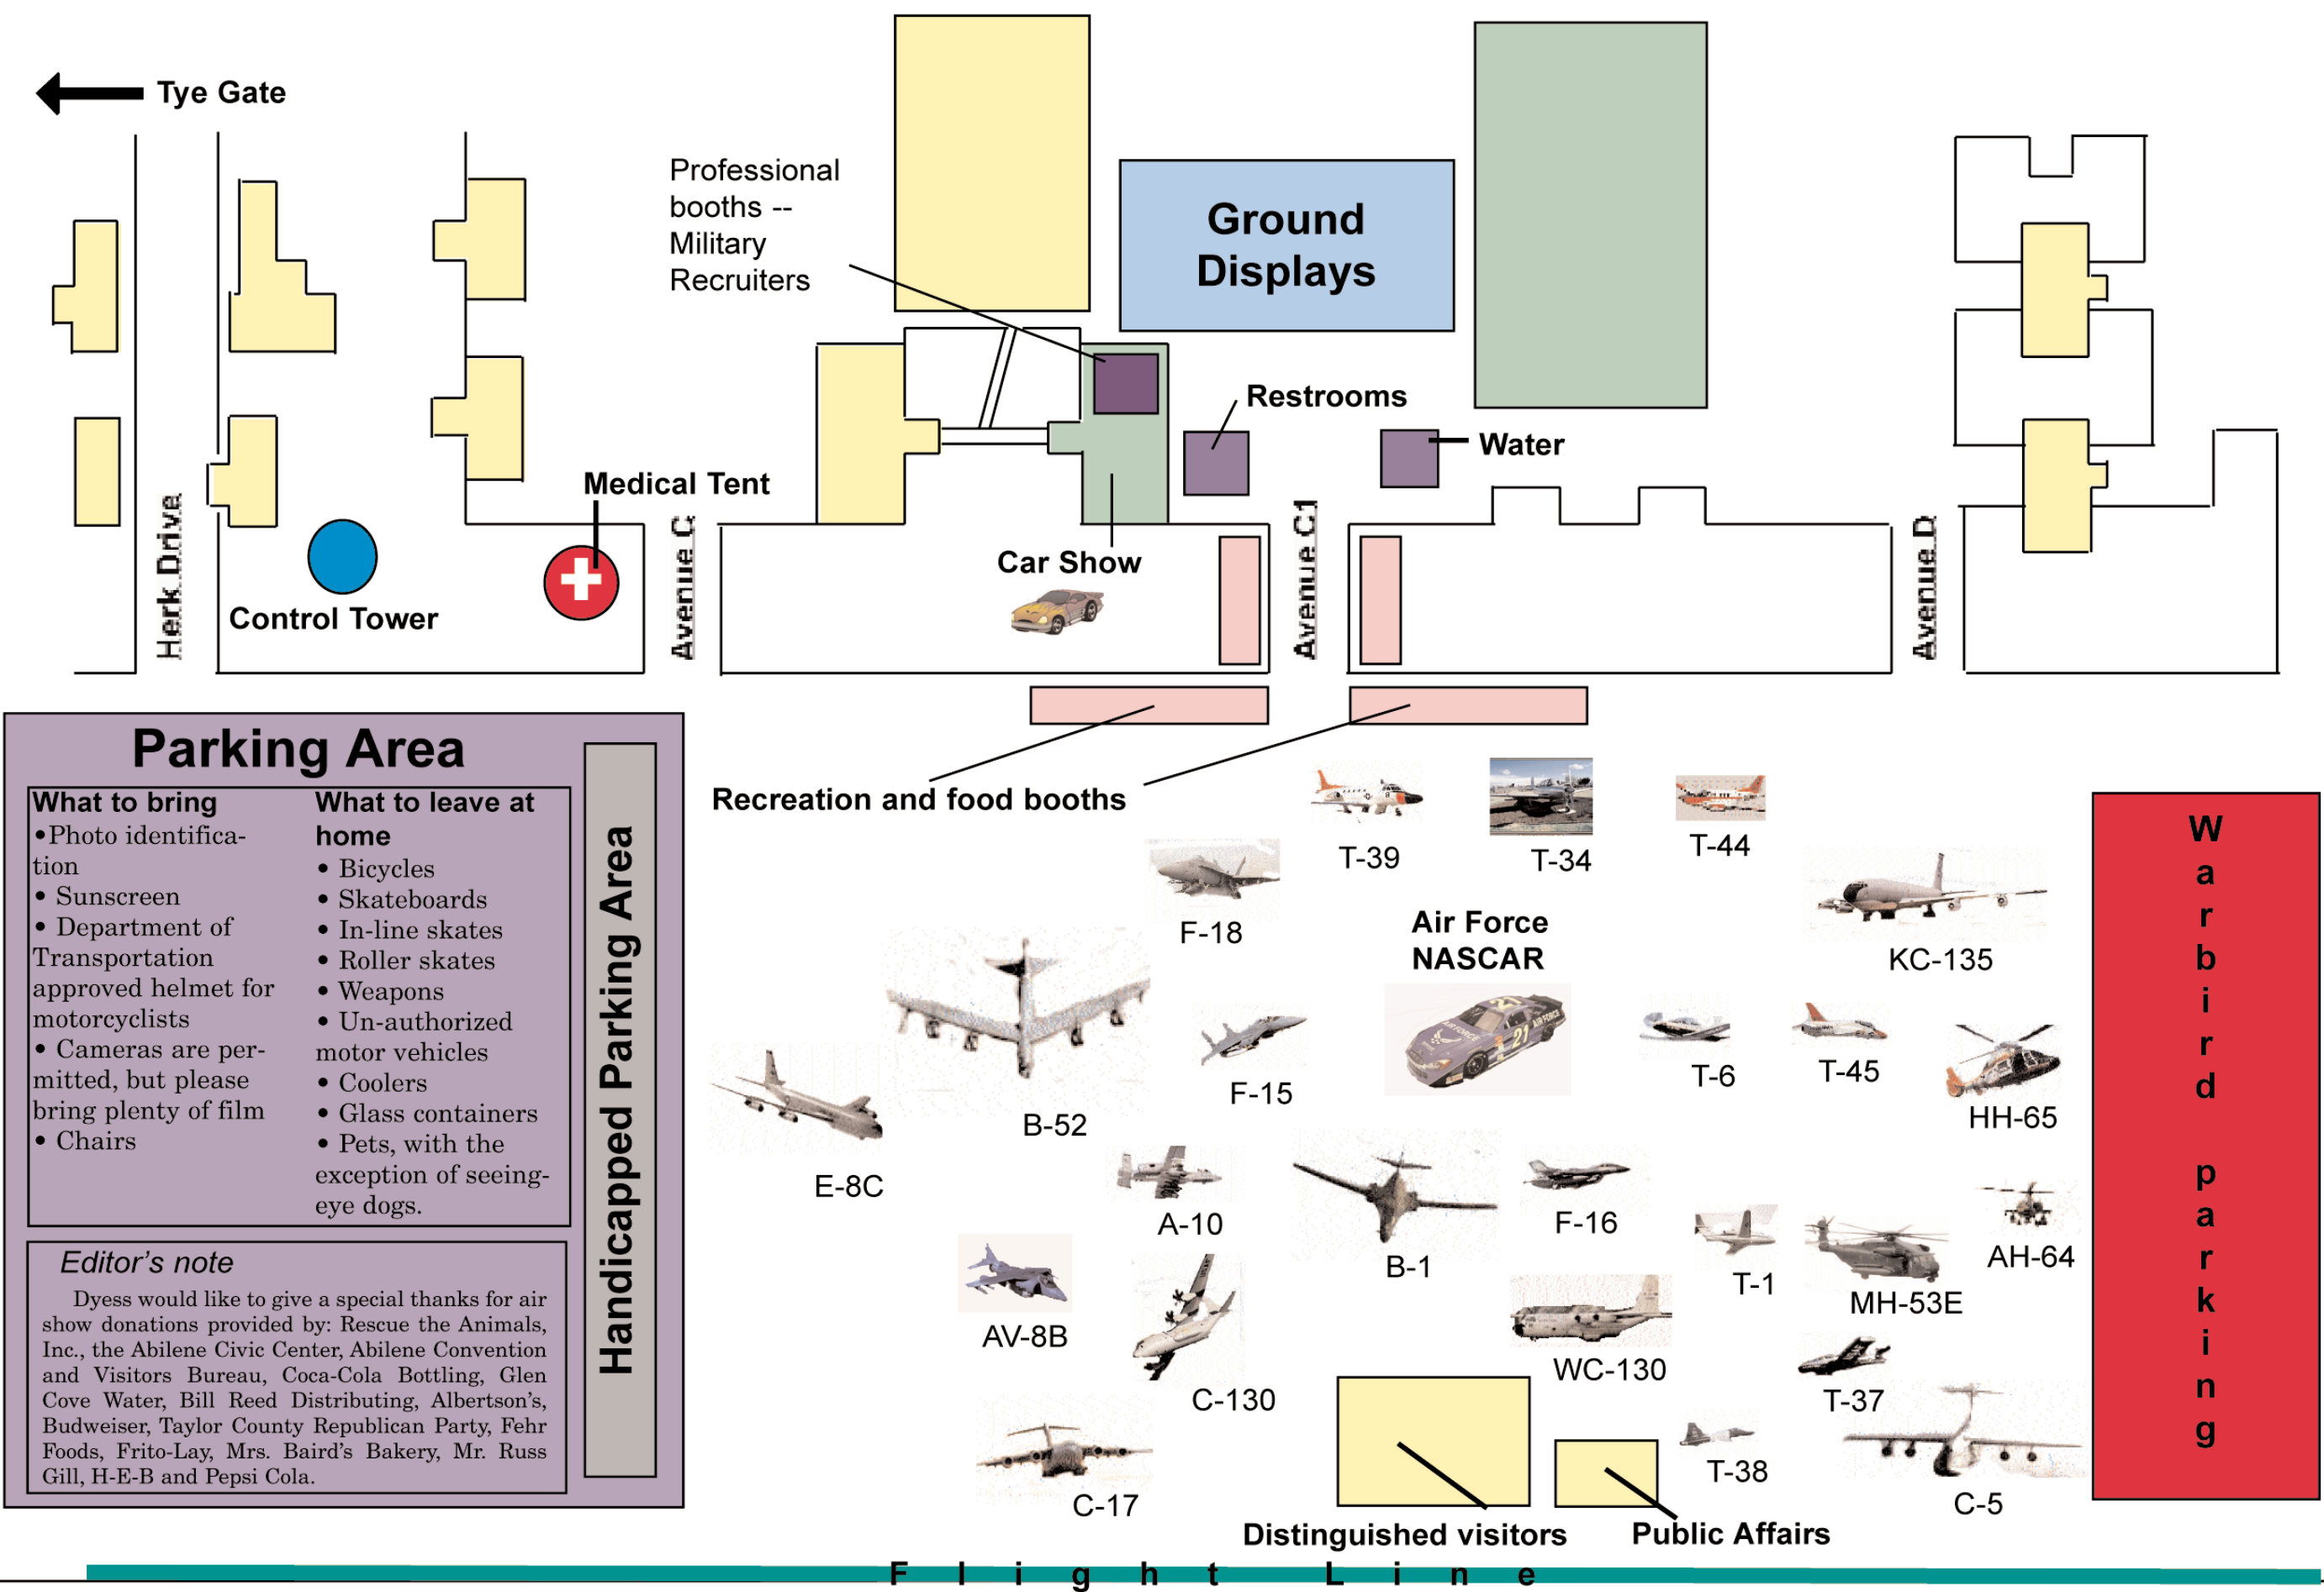 Tye Gate
Professional
booths --
Military
Recruiters
Ground
Displays
Restrooms
Water
Medical Tent
Car Show
Control Tower
Herk Drive
Avenue C
Avenue C1
Avenue D
Parking Area
What to bring
•Photo identifica-
tion
• Sunscreen
• Department of
Transportation
approved helmet for
motorcyclists
• Cameras are per-
mitted, but please
bring plenty of film
• Chairs
What to leave at
home
• Bicycles
• Skateboards
• In-line skates
• Roller skates
• Weapons
• Un-authorized
motor vehicles
• Coolers
• Glass containers
• Pets, with the
exception of seeing-
eye dogs.
Editor's note
Dyess would like to give a special thanks for air
show donations provided by: Rescue the Animals,
Inc., the Abilene Civic Center, Abilene Convention
and Visitors Bureau, Coca-Cola Bottling, Glen
Cove Water, Bill Reed Distributing, Albertson's,
Budweiser, Taylor County Republican Party, Fehr
Foods, Frito-Lay, Mrs. Baird's Bakery, Mr. Russ
Gill, H-E-B and Pepsi Cola.
Handicapped Parking Area
Recreation and food booths
T-39
T-34
T-44
F-18
KC-135
Air Force
NASCAR
21
AIR FORCE
21
AIR FORCE
B-52
F-15
T-6
T-45
HH-65
E-8C
A-10
B-1
F-16
T-1
MH-53E
AH-64
AV-8B
C-130
WC-130
T-37
C-17
T-38
C-5
Distinguished visitors
Public Affairs
Warbird parking
Flight Line